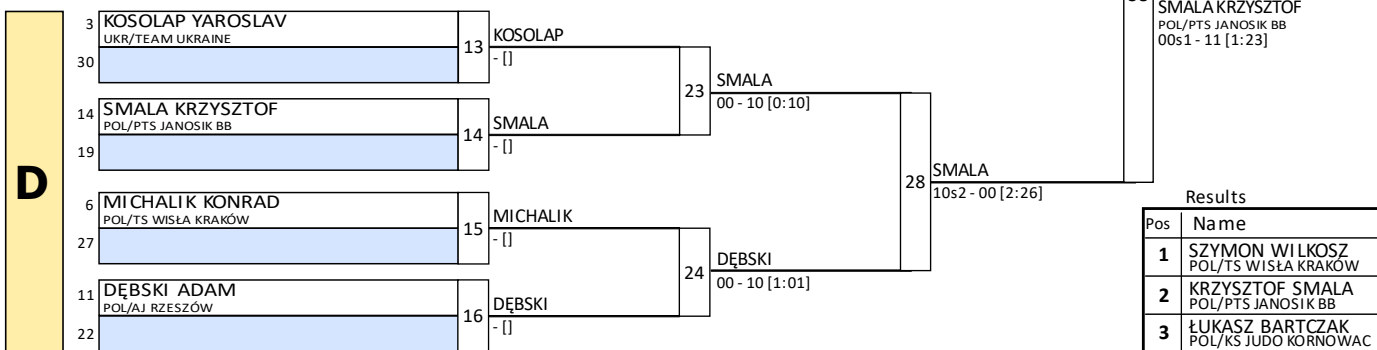 SMALA KRZYSZTOF
POL/PTS JANOSIK BB
00s1 - 11 [1:23]
D
3 KOSOLAP YAROSLAV
UKR/TEAM UKRAINE
30
13
KOSOLAP
- []
14 SMALA KRZYSZTOF
POL/PTS JANOSIK BB
19
14
SMALA
- []
23
SMALA
00 - 10 [0:10]
6 MICHALIK KONRAD
POL/TS WISŁA KRAKÓW
27
15
MICHALIK
- []
11 DĘBSKI ADAM
POL/AJ RZESZÓW
22
16
DĘBSKI
- []
24
DĘBSKI
00 - 10 [1:01]
28
SMALA
10s2 - 00 [2:26]
Results
Pos Name
1 SZYMON WILKOSZ
POL/TS WISŁA KRAKÓW
2 KRZYSZTOF SMALA
POL/PTS JANOSIK BB
3 ŁUKASZ BARTCZAK
POL/KS JUDO KORNOWAC